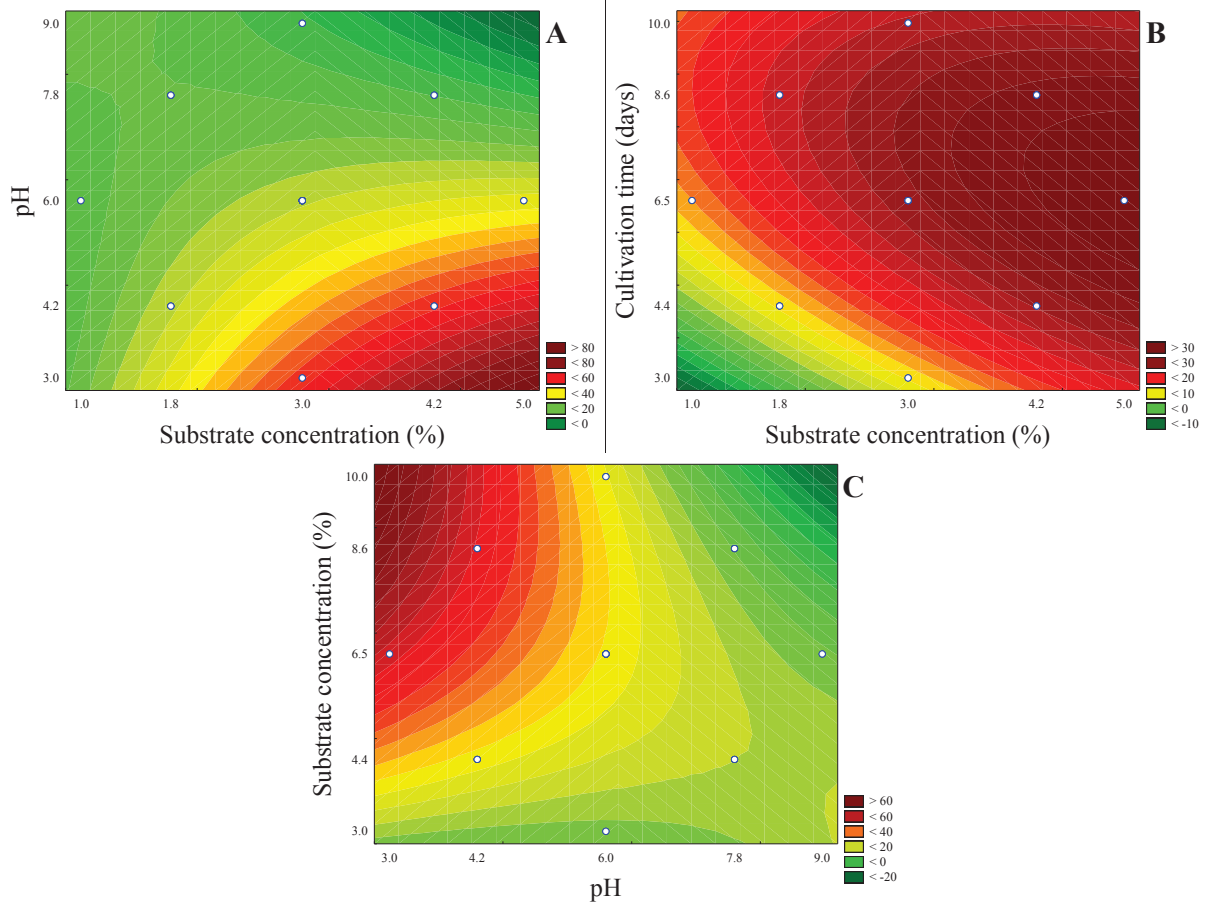 A
9.0
7.8
6.0
4.2
3.0
pH
1.0 1.8 3.0 4.2 5.0
Substrate concentration (%)
> 80
< 80
< 60
< 40
< 20
< 0
B
10.0
8.6
6.5
4.4
3.0
Cultivation time (days)
1.0 1.8 3.0 4.2 5.0
Substrate concentration (%)
> 30
< 30
< 20
< 10
< 0
< -10
C
10.0
8.6
6.5
4.4
3.0
Substrate concentration (%)
3.0 4.2 6.0 7.8 9.0
pH
> 60
< 60
< 40
< 20
< 0
< -20